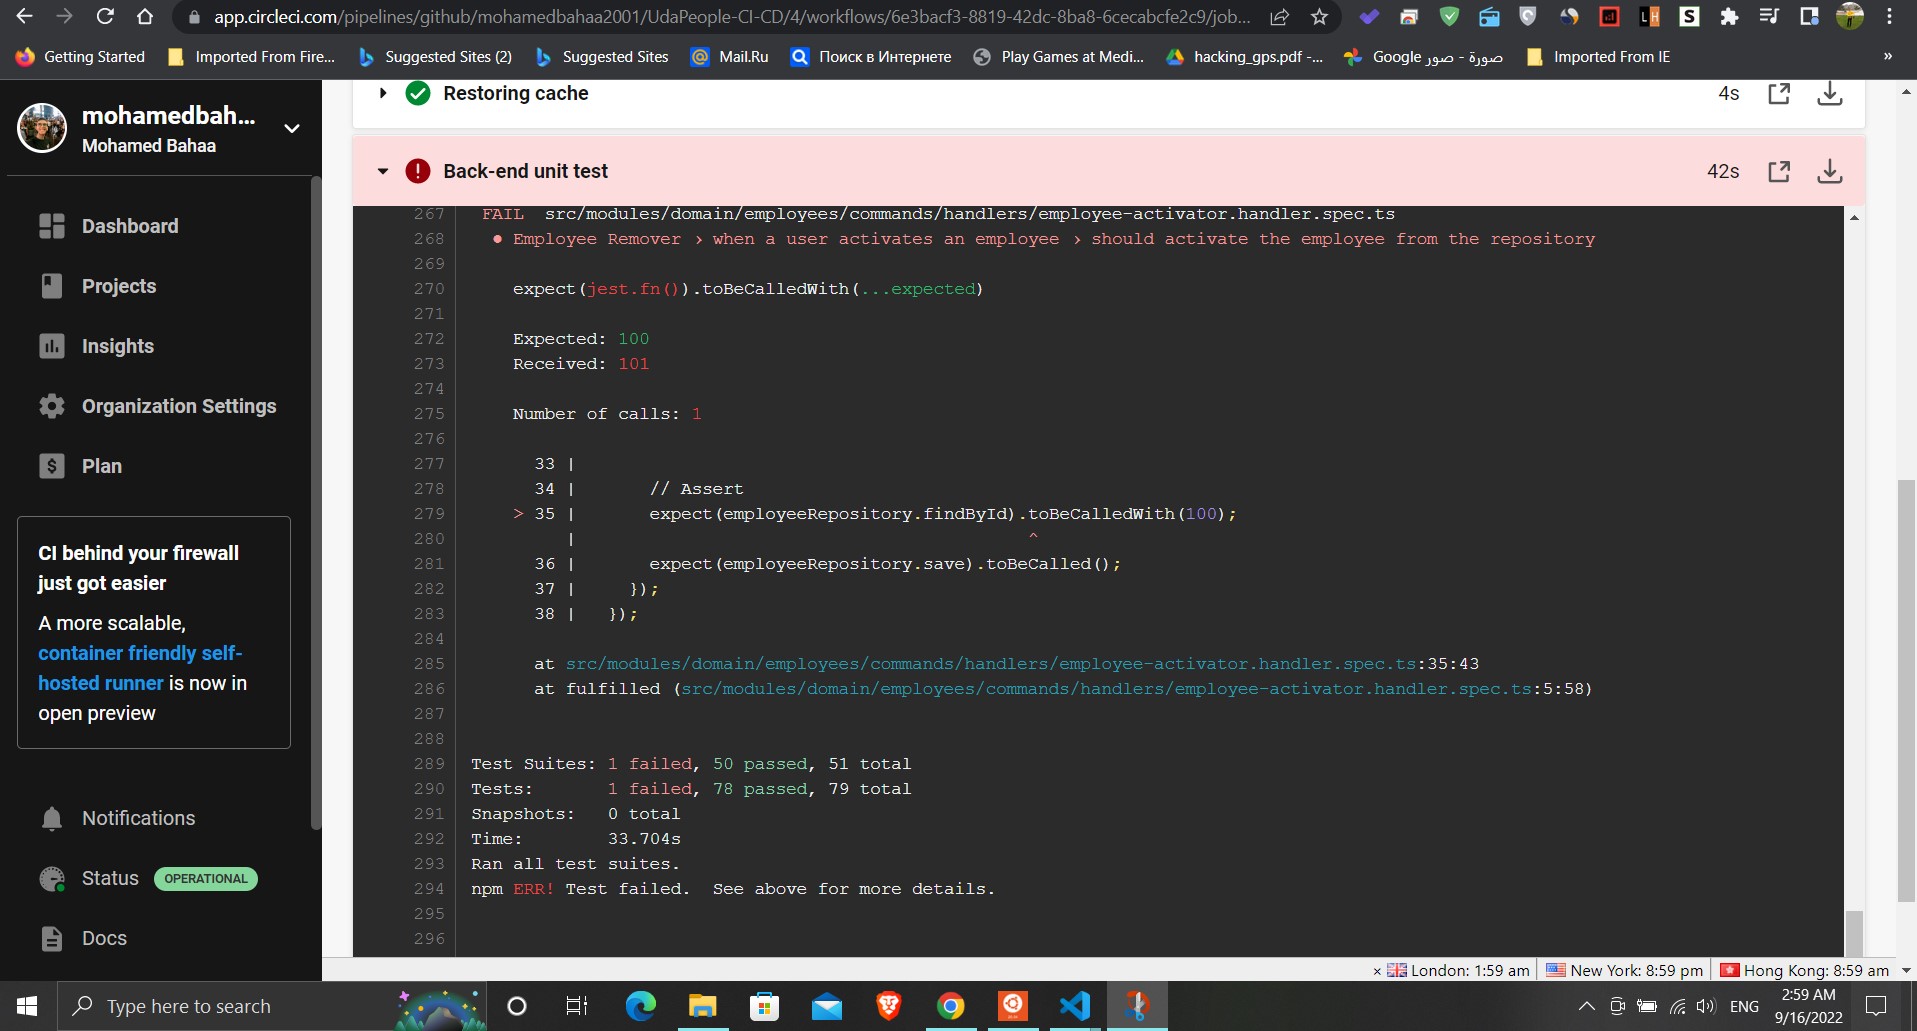 app.circleci.com/pipelines/github/mohamedbahaa2001/UdaPeople-CI-CD/4/workflows/6e3bacf3-8819-42dc-8ba8-6cecabcfe2c9/job...
Getting Started
Imported From Fire...
Suggested Sites (2)
Suggested Sites
Mail.Ru
Поиск в Интернете
Play Games at Medi...
hacking_gps.pdf -...
صورة - صور Google
Imported From IE
»
mohamedbah...
Mohamed Bahaa
Dashboard
Projects
Insights
Organization Settings
Plan
CI behind your firewall
just got easier
A more scalable,
container friendly self-
hosted runner is now in
open preview
Notifications
Status OPERATIONAL
Docs
Restoring cache 4s
Back-end unit test 42s
267 FAIL src/modules/domain/employees/commands/handlers/employee-activator.handler.spec.ts
268 ● Employee Remover › when a user activates an employee › should activate the employee from the repository
269
270 expect(jest.fn()).toBeCalledWith(...expected)
271
272 Expected: 100
273 Received: 101
274
275 Number of calls: 1
276
277 33 |
278 34 | // Assert
279 > 35 | expect(employeeRepository.findById).toBeCalledWith(100);
280 | ^
281 36 | expect(employeeRepository.save).toBeCalled();
282 37 | });
283 38 | });
284
285 at src/modules/domain/employees/commands/handlers/employee-activator.handler.spec.ts:35:43
286 at fulfilled (src/modules/domain/employees/commands/handlers/employee-activator.handler.spec.ts:5:58)
287
288
289 Test Suites: 1 failed, 50 passed, 51 total
290 Tests: 1 failed, 78 passed, 79 total
291 Snapshots: 0 total
292 Time: 33.704s
293 Ran all test suites.
294 npm ERR! Test failed. See above for more details.
295
296
× London: 1:59 am
New York: 8:59 pm
Hong Kong: 8:59 am
Type here to search
ENG
2:59 AM
9/16/2022